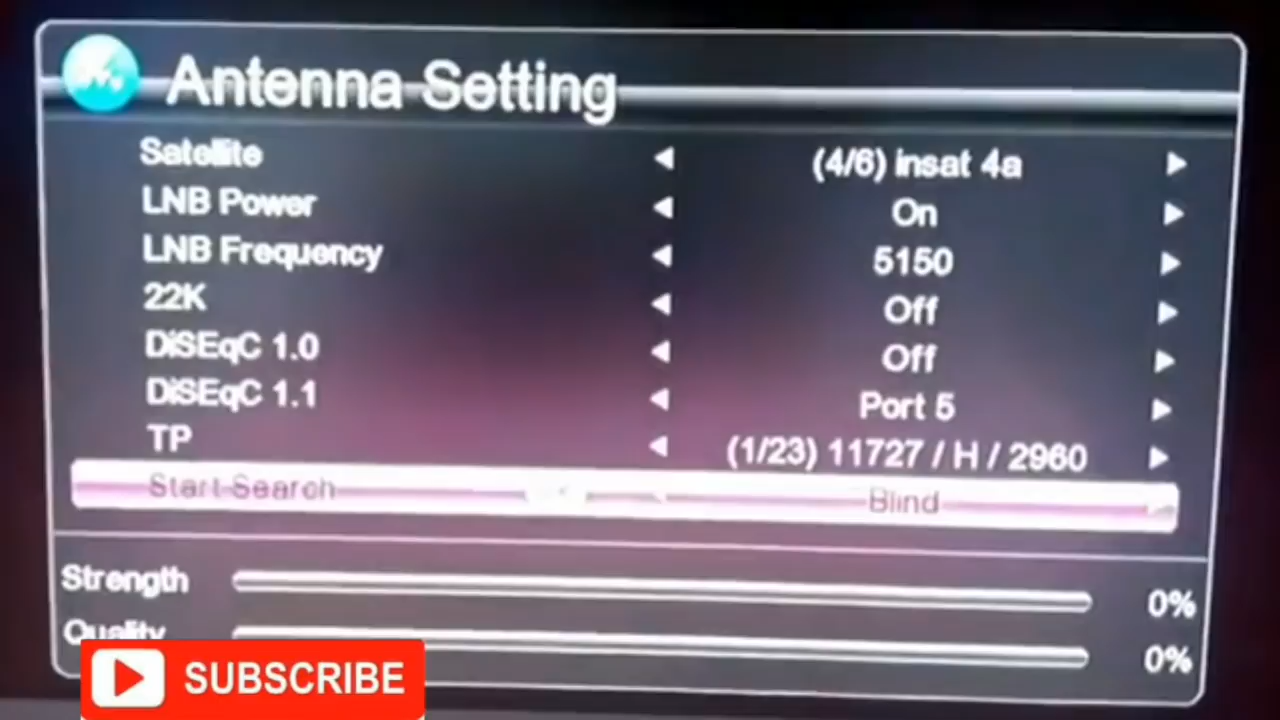 Antenna Setting
Satellite (4/6) insat 4a
LNB Power On
LNB Frequency 5150
22K Off
DiSEqC 1.0 Off
DiSEqC 1.1 Port 5
TP (1/23) 11727 / H / 2960
Start Search Blind
Strength 0%
Quality 0%
SUBSCRIBE